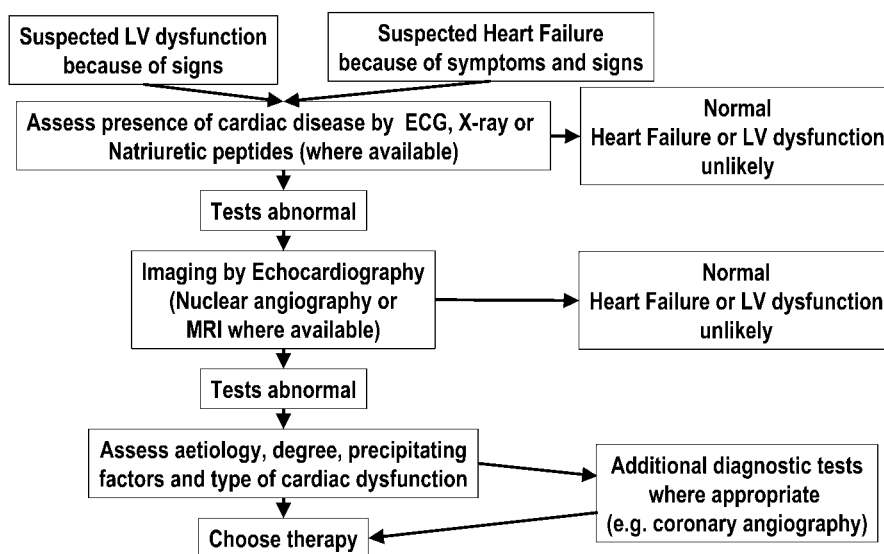 Suspected LV dysfunction
because of signs
Suspected Heart Failure
because of symptoms and signs
Assess presence of cardiac disease by ECG, X-ray or
Natriuretic peptides (where available)
Normal
Heart Failure or LV dysfunction
unlikely
Tests abnormal
Imaging by Echocardiography
(Nuclear angiography or
MRI where available)
Normal
Heart Failure or LV dysfunction
unlikely
Tests abnormal
Assess aetiology, degree, precipitating
factors and type of cardiac dysfunction
Additional diagnostic tests
where appropriate
(e.g. coronary angiography)
Choose therapy